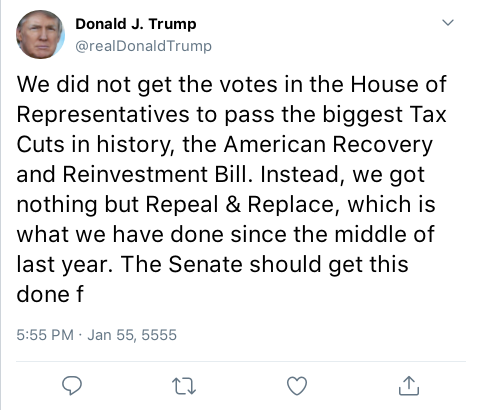 Donald J. Trump
@realDonaldTrump
We did not get the votes in the House of
Representatives to pass the biggest Tax
Cuts in history, the American Recovery
and Reinvestment Bill. Instead, we got
nothing but Repeal & Replace, which is
what we have done since the middle of
last year. The Senate should get this
done f
5:55 PM · Jan 55, 5555